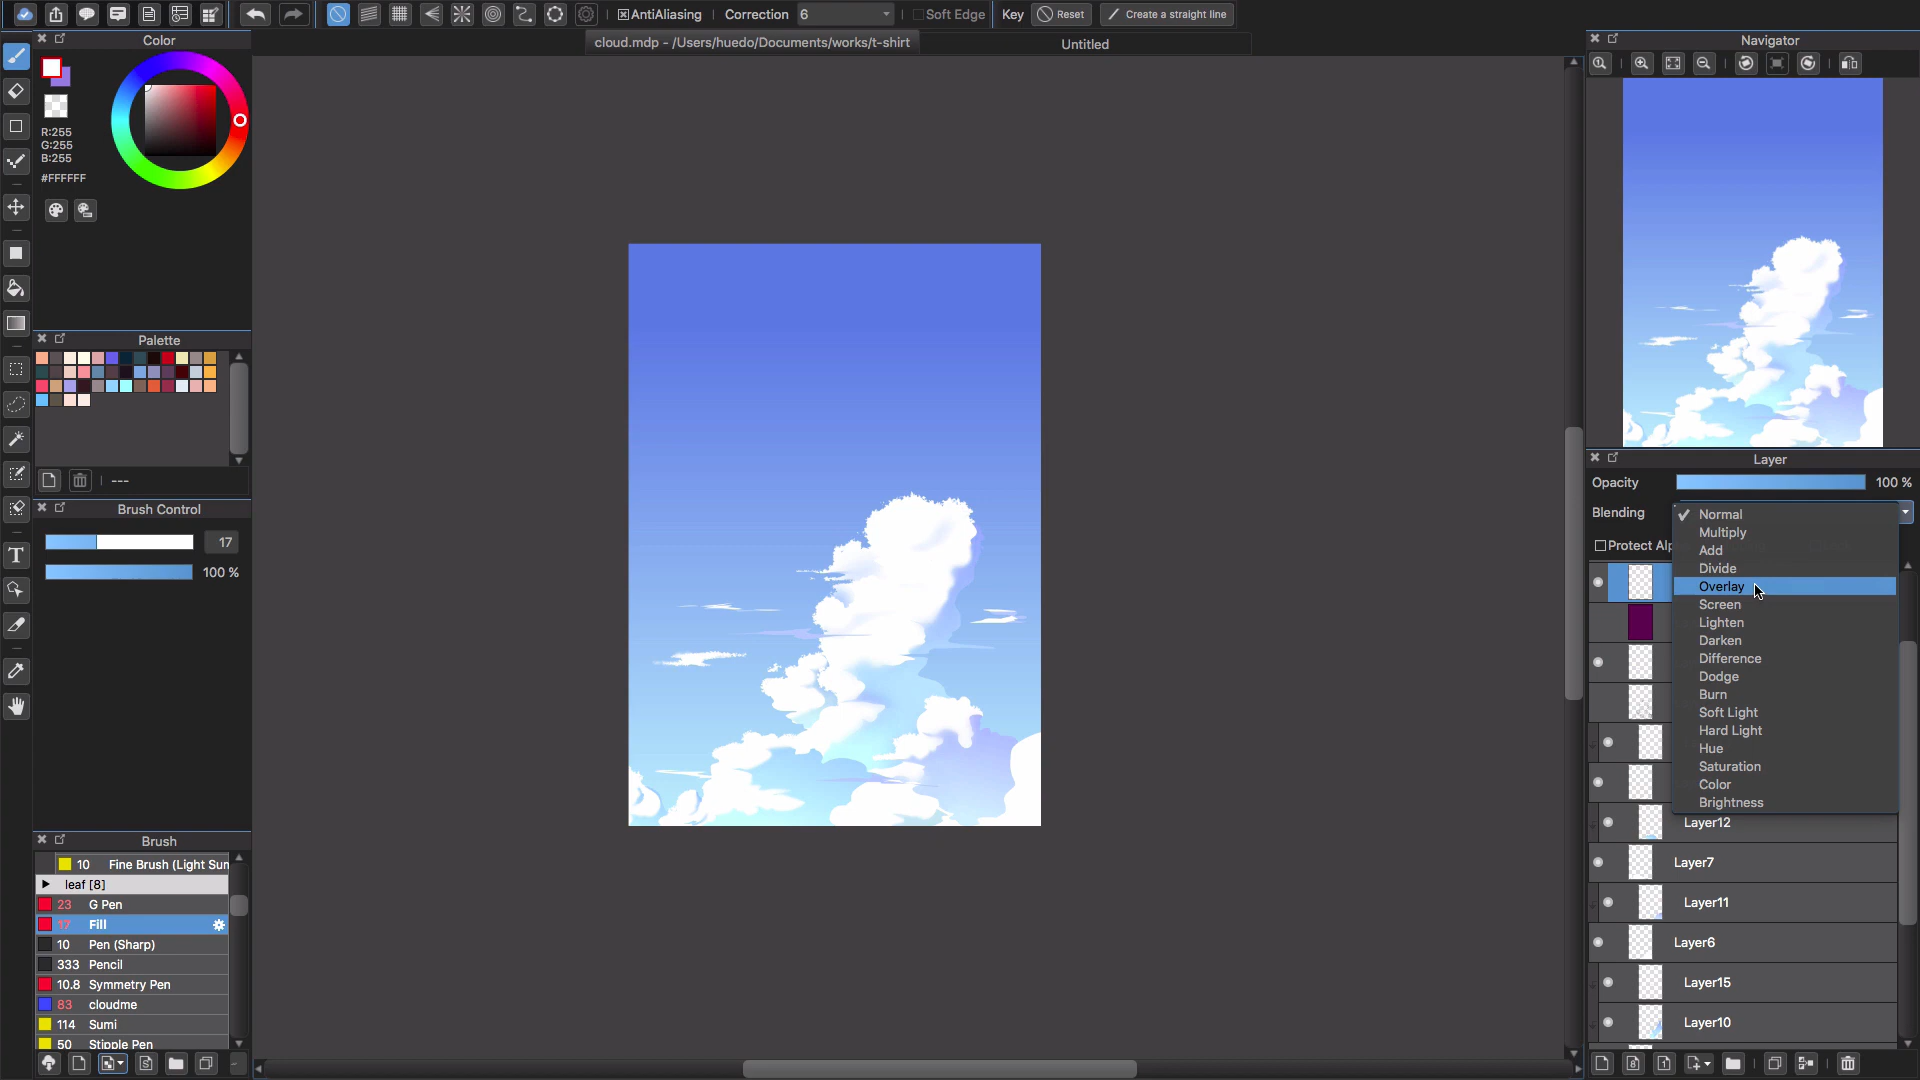 AntiAliasing
Correction
6
Soft Edge
Key
Reset
Create a straight line
Color
cloud.mdp - /Users/huedo/Documents/works/t-shirt
Untitled
Navigator
R:255
G:255
B:255
#FFFFFF
Palette
---
Brush Control
17
100 %
Brush
10 Fine Brush (Light Sun
leaf [8]
23 G Pen
17 Fill
10 Pen (Sharp)
333 Pencil
10.8 Symmetry Pen
83 cloudme
114 Sumi
50 Stipple Pen
T
Layer
Opacity
100 %
Blending
Normal
Multiply
Add
Divide
Overlay
Screen
Lighten
Darken
Difference
Dodge
Burn
Soft Light
Hard Light
Hue
Saturation
Color
Brightness
Protect Alp
Layer12
Layer7
Layer11
Layer6
Layer15
Layer10